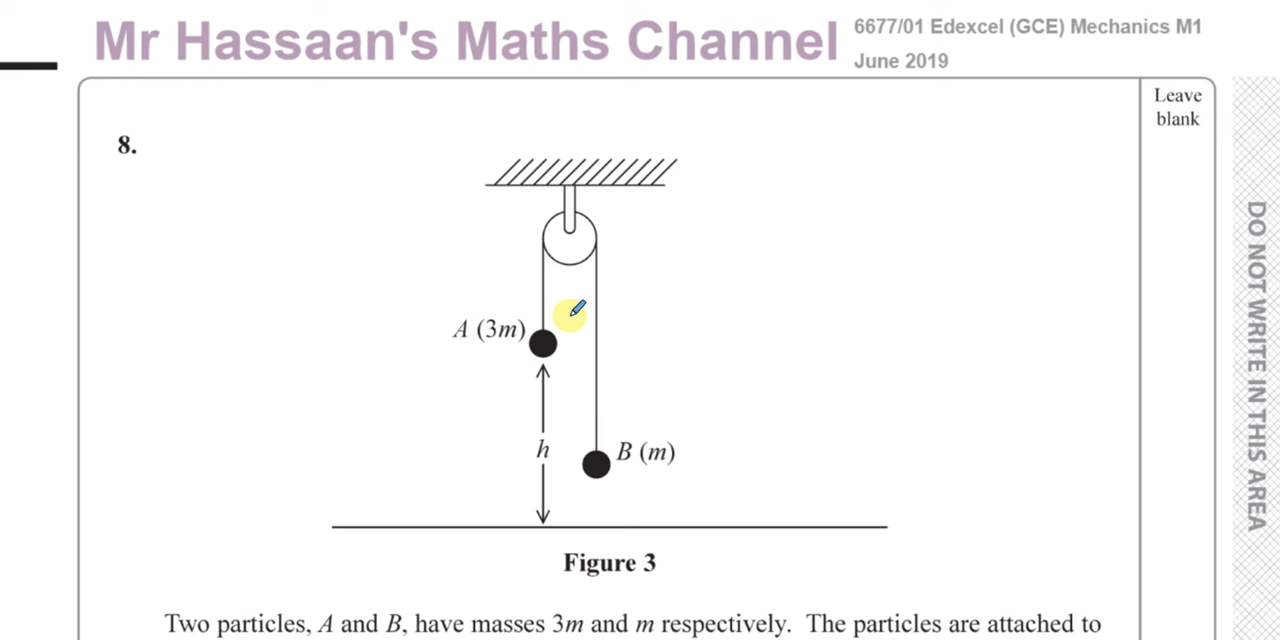 Mr Hassaan's Maths Channel
6677/01 Edexcel (GCE) Mechanics M1
June 2019
Leave
blank
8.
A (3m)
h
B (m)
Figure 3
Two particles, A and B, have masses 3m and m respectively. The particles are attached to
DO NOT WRITE IN THIS AREA